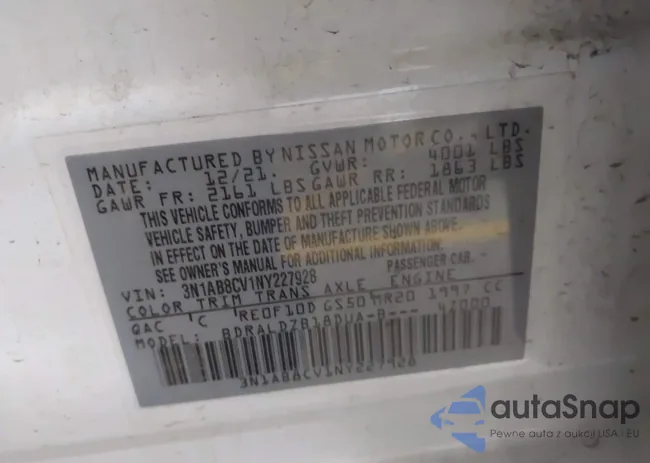 MANUFACTURED BY NISSAN MOTOR CO., LTD.
DATE: 12/21. GVWR: 4001 LBS
GAWR FR: 2161 LBS GAWR RR: 1863 LBS
THIS VEHICLE CONFORMS TO ALL APPLICABLE FEDERAL MOTOR
VEHICLE SAFETY, BUMPER AND THEFT PREVENTION STANDARDS
IN EFFECT ON THE DATE OF MANUFACTURE SHOWN ABOVE.
SEE OWNER'S MANUAL FOR ADDITIONAL INFORMATION.
VIN: 3N1AB8CV1NY227928 PASSENGER CAR
COLOR TRIM TRANS AXLE ENGINE
QAC 'C RE0F10D GS50 MR20 1997 CC
MODEL: BDRALDZB18DUA-B--- 47000
3N1AB8CV1NY227928
autoSnap
Pewne auta z aukcji USA i EU